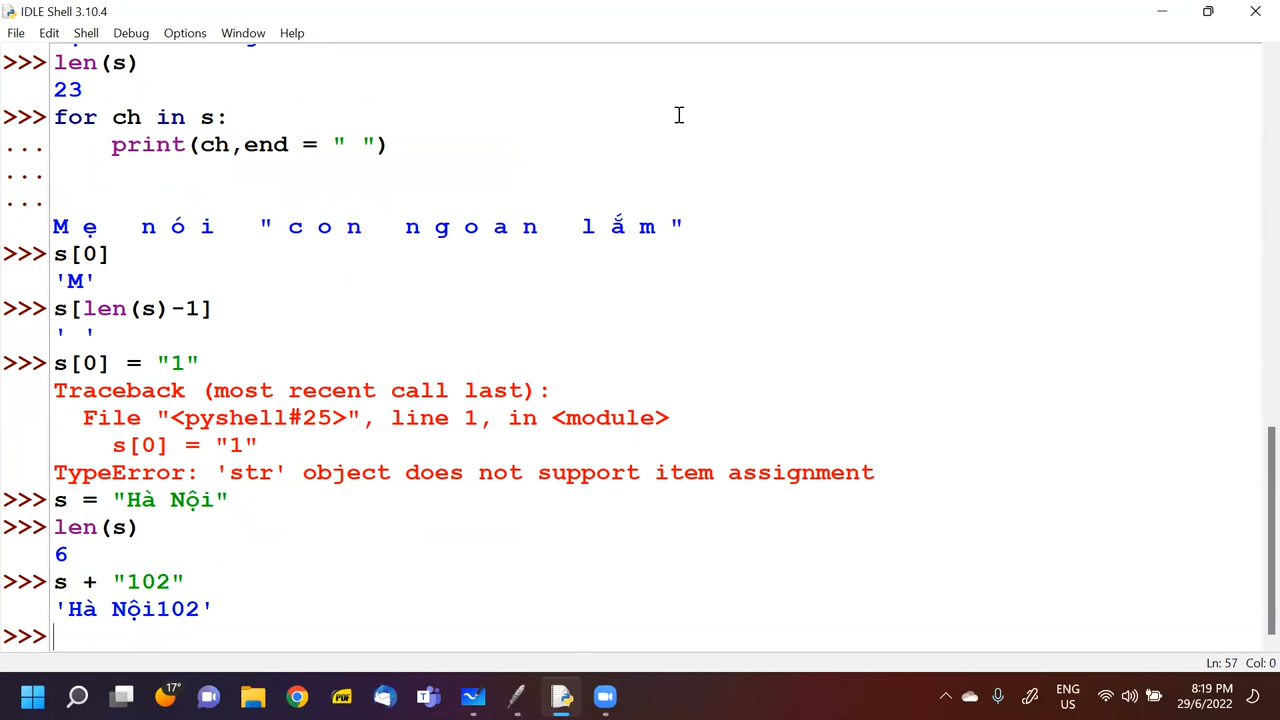 IDLE Shell 3.10.4
File Edit Shell Debug Options Window Help
>>> len(s)
23
>>> for ch in s:
... print(ch,end = " ")
...
...
M ẹ   n ó i   " c o n   n g o a n   l ắ m "
>>> s[0]
'M'
>>> s[len(s)-1]
' '
>>> s[0] = "1"
Traceback (most recent call last):
File "<pyshell#25>", line 1, in <module>
s[0] = "1"
TypeError: 'str' object does not support item assignment
>>> s = "Hà Nội"
>>> len(s)
6
>>> s + "102"
'Hà Nội102'
>>>
Ln: 57 Col: 0
17°
PDF
ENG
US
8:19 PM
29/6/2022